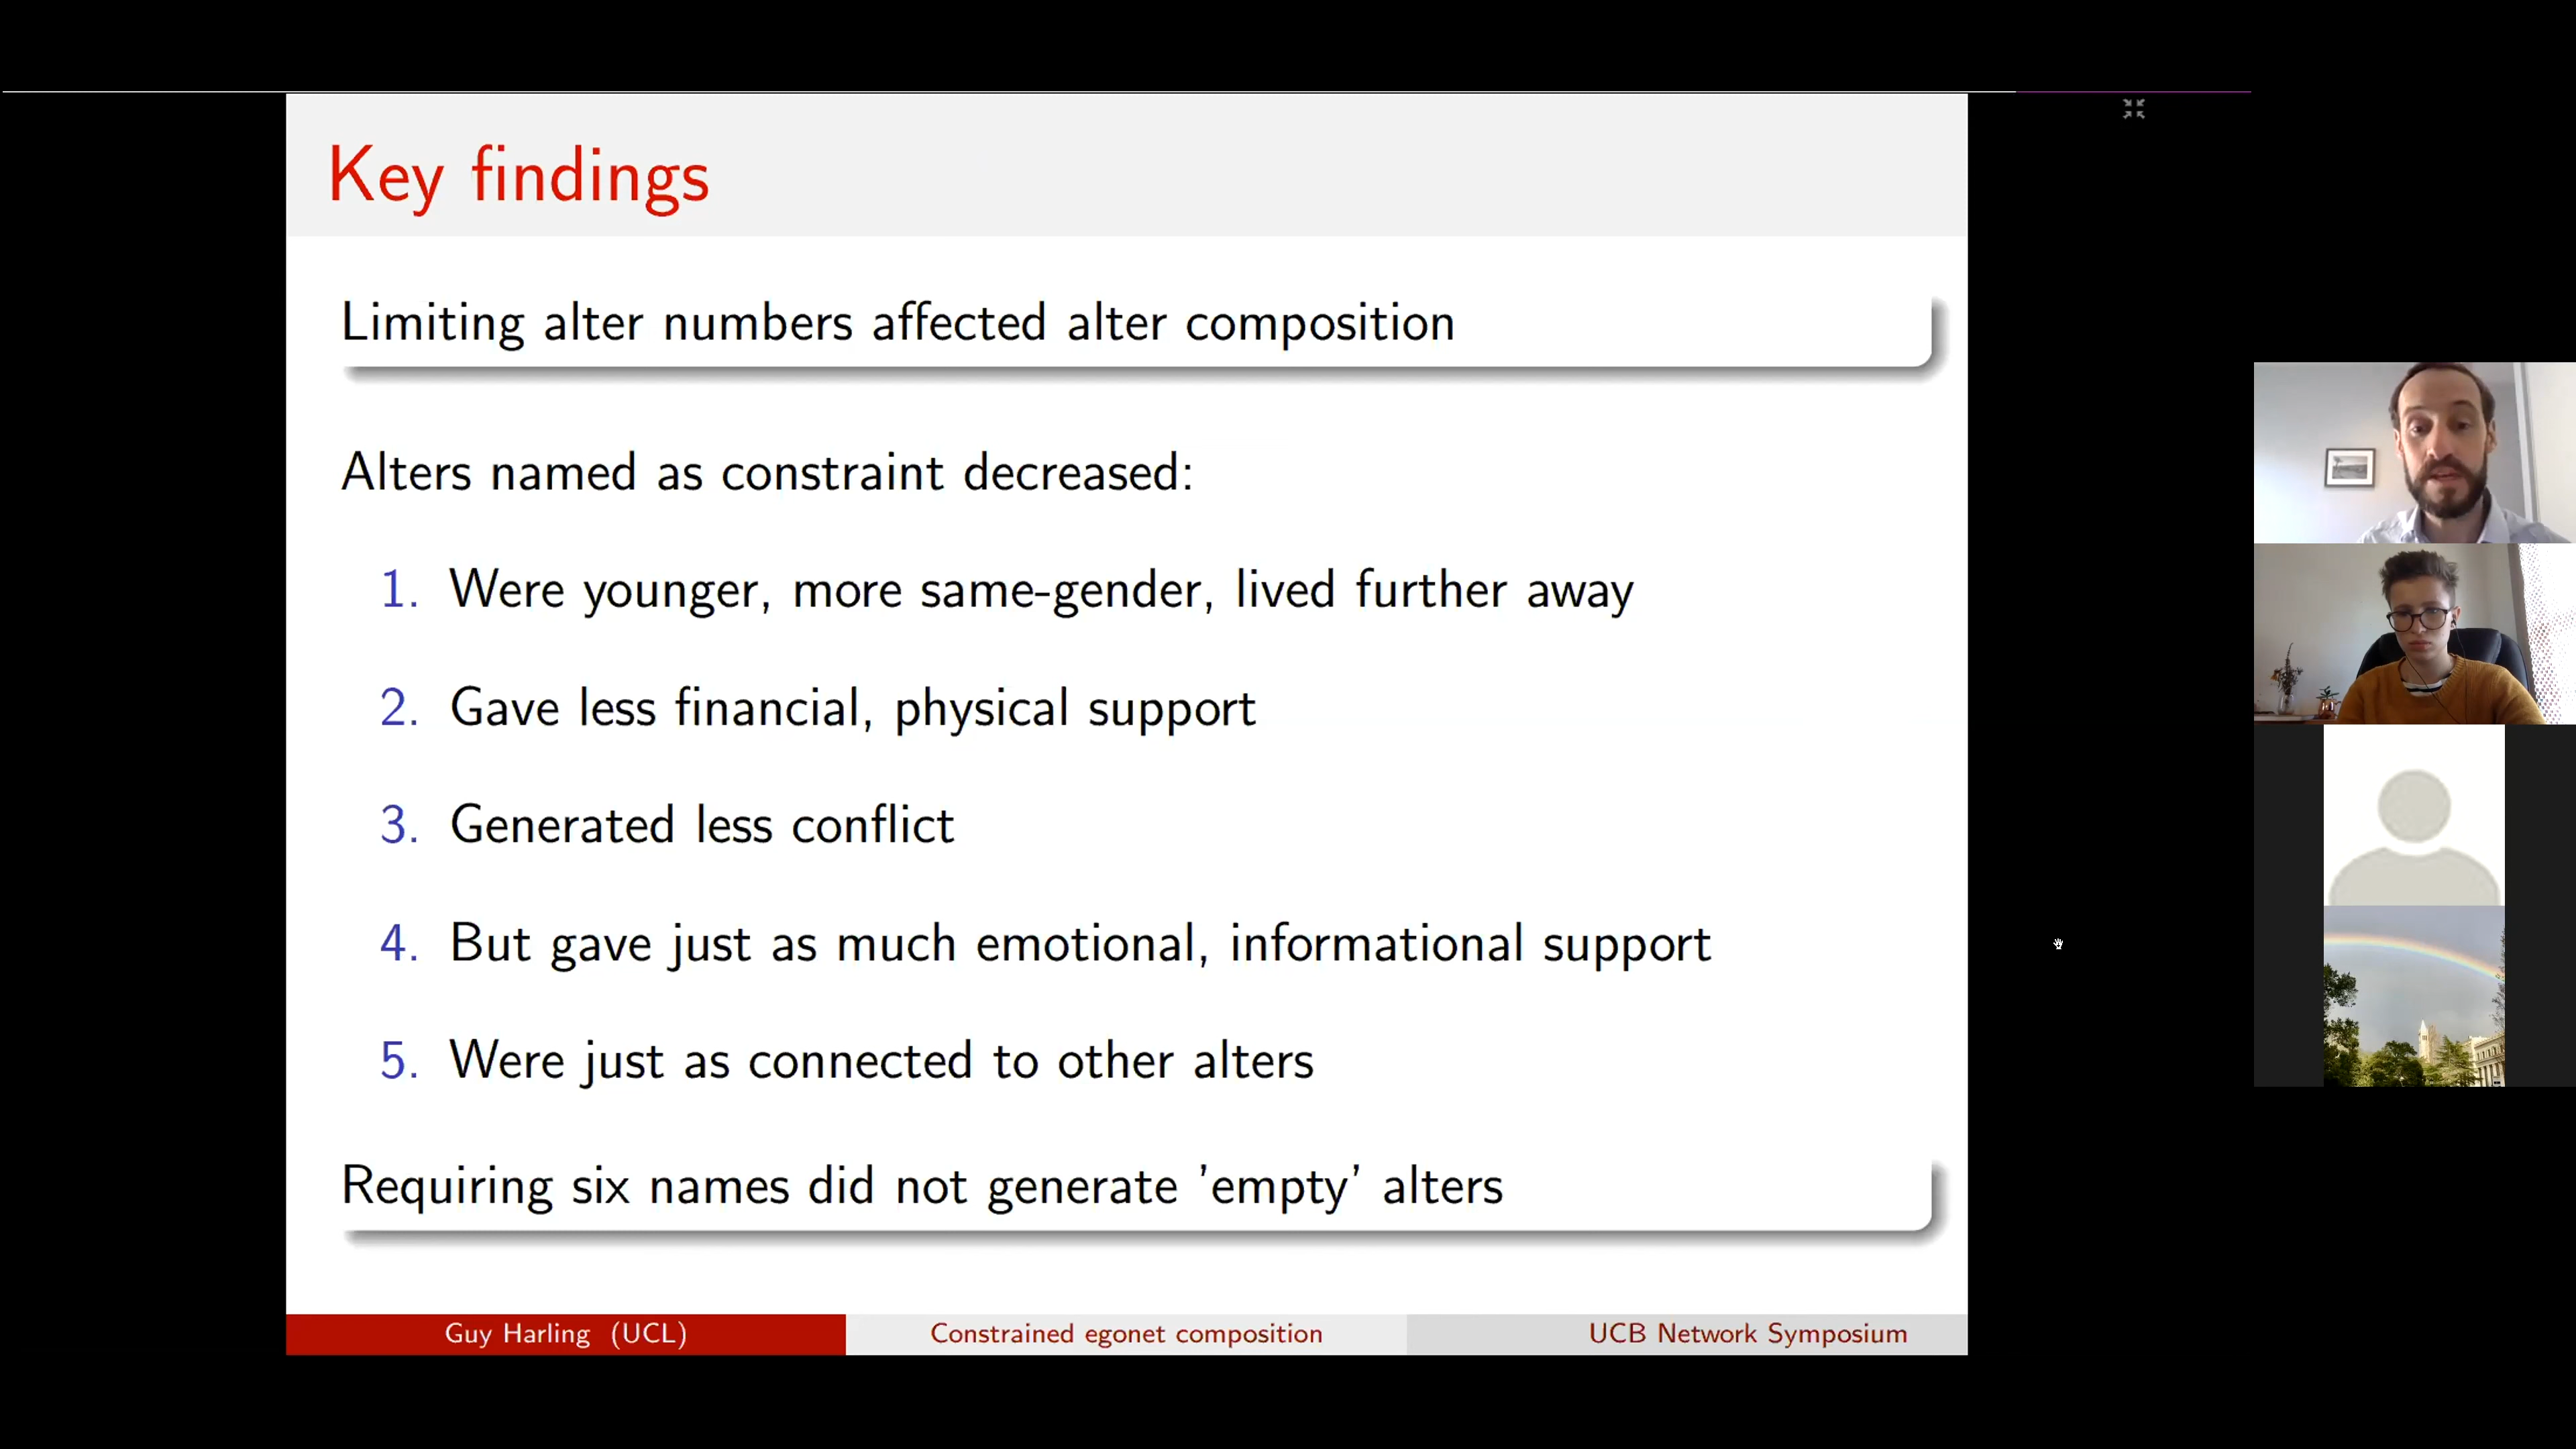 Key findings
Limiting alter numbers affected alter composition
Alters named as constraint decreased:
1. Were younger, more same-gender, lived further away
2. Gave less financial, physical support
3. Generated less conflict
4. But gave just as much emotional, informational support
5. Were just as connected to other alters
Requiring six names did not generate 'empty' alters
Guy Harling (UCL)
Constrained egonet composition
UCB Network Symposium